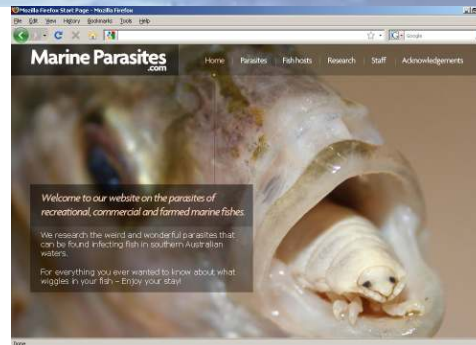 Mozilla Firefox Start Page - Mozilla Firefox
File Edit View History Bookmarks Tools Help
Google
Marine Parasites
.com
Home Parasites Fish hosts Research Staff Acknowledgements
Welcome to our website on the parasites of
recreational, commercial and farmed marine fishes.
We research the weird and wonderful parasites that
can be found infecting fish in southern Australian
waters.
For everything you ever wanted to know about what
wiggles in your fish – Enjoy your stay!
Done